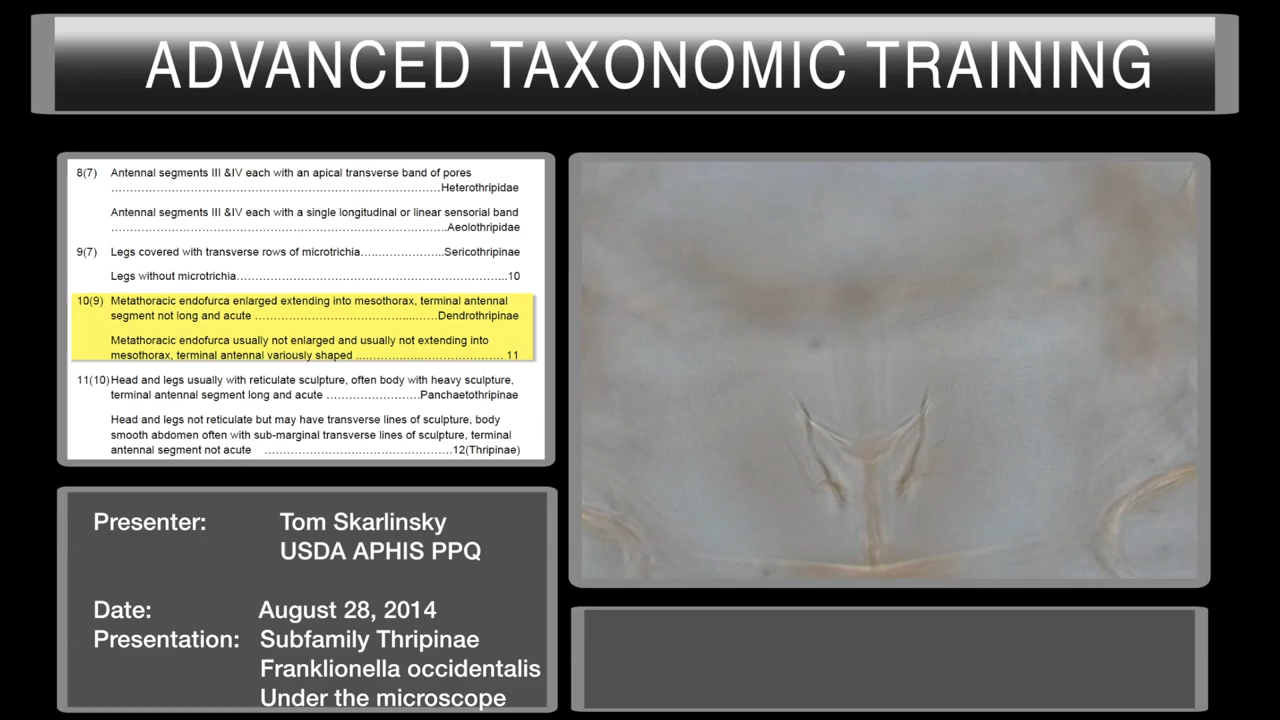 ADVANCED TAXONOMIC TRAINING
8(7) Antennal segments III &IV each with an apical transverse band of pores
……………………………………………………………………………Heterothripidae
Antennal segments III &IV each with a single longitudinal or linear sensorial band
……………………………………………………………………………..Aeolothripidae
9(7) Legs covered with transverse rows of microtrichia…..……………..Sericothripinae
Legs without microtrichia…………………………………………………………...10
10(9) Metathoracic endofurca enlarged extending into mesothorax, terminal antennal
segment not long and acute …………………………………....……Dendrothripinae
Metathoracic endofurca usually not enlarged and usually not extending into
mesothorax, terminal antennal variously shaped ...…………………………………. 11
11(10) Head and legs usually with reticulate sculpture, often body with heavy sculpture,
terminal antennal segment long and acute …………………….Panchaetothripinae
Head and legs not reticulate but may have transverse lines of sculpture, body
smooth abdomen often with sub-marginal transverse lines of sculpture, terminal
antennal segment not acute ……………………………………….12(Thripinae)
Presenter: Tom Skarlinsky
USDA APHIS PPQ
Date: August 28, 2014
Presentation: Subfamily Thripinae
Franklionella occidentalis
Under the microscope